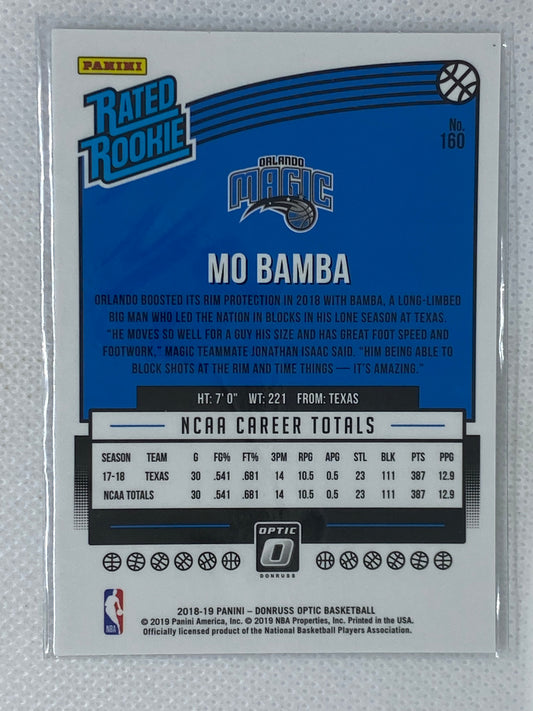 PANINI
RATED
ROOKIE
No.
160
ORLANDO
MAGIC
MO BAMBA
ORLANDO BOOSTED ITS RIM PROTECTION IN 2018 WITH BAMBA, A LONG-LIMBED
BIG MAN WHO LED THE NATION IN BLOCKS IN HIS LONE SEASON AT TEXAS.
"HE MOVES SO WELL FOR A GUY HIS SIZE AND HAS GREAT FOOT SPEED AND
FOOTWORK," MAGIC TEAMMATE JONATHAN ISAAC SAID. "HIM BEING ABLE TO
BLOCK SHOTS AT THE RIM AND TIME THINGS — IT'S AMAZING."
HT: 7' 0" WT: 221 FROM: TEXAS
NCAA CAREER TOTALS
SEASON TEAM G FG% FT% 3PM RPG APG STL BLK PTS PPG
17-18 TEXAS 30 .541 .681 14 10.5 0.5 23 111 387 12.9
NCAA TOTALS 30 .541 .681 14 10.5 0.5 23 111 387 12.9
OPTIC
DONRUSS
NBA
2018-19 PANINI – DONRUSS OPTIC BASKETBALL
© 2019 Panini America, Inc. © 2019 NBA Properties, Inc. Printed in the USA.
Officially licensed product of the National Basketball Players Association.